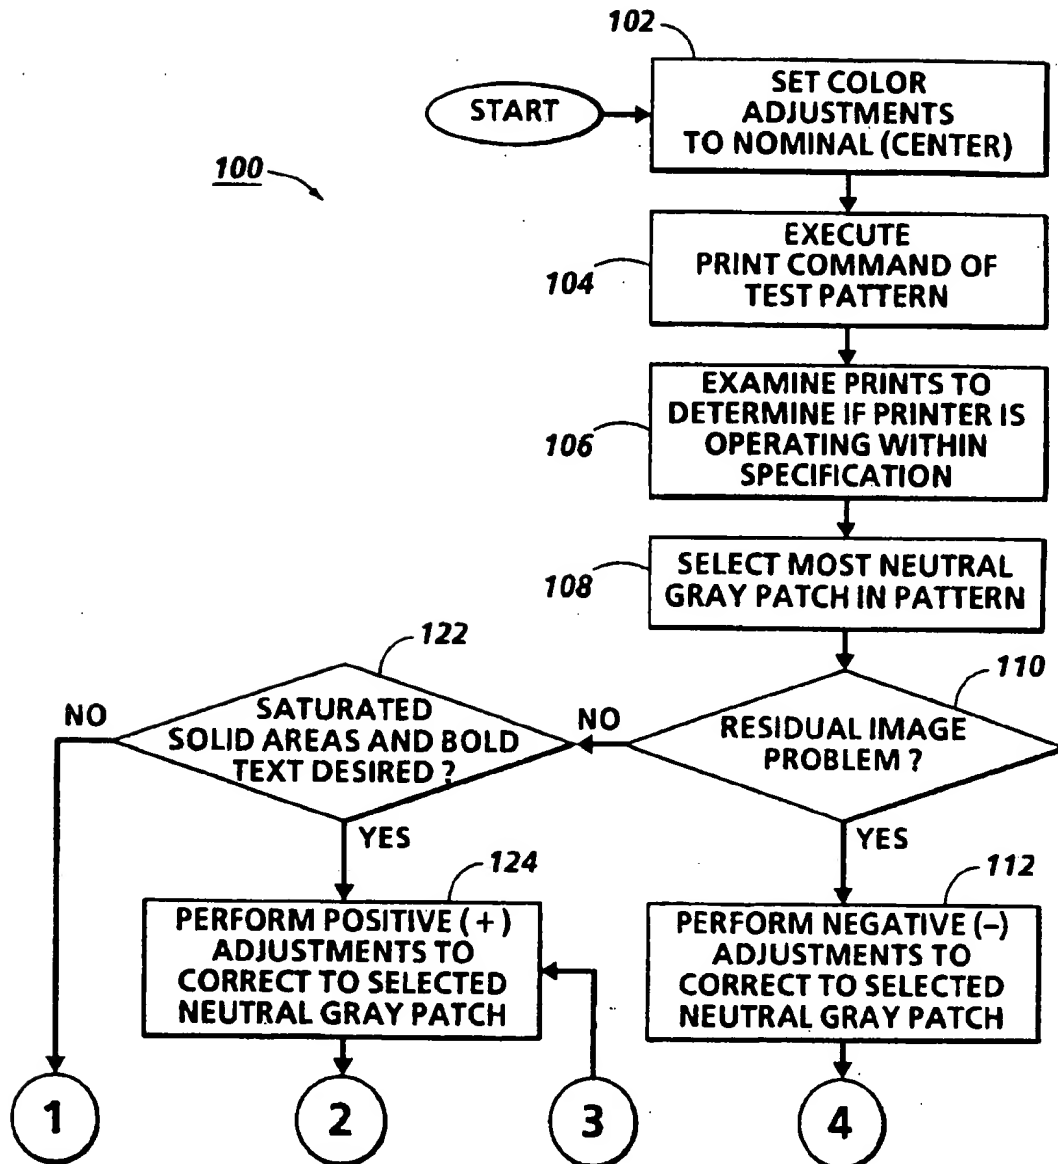 102
START
SET COLOR
ADJUSTMENTS
TO NOMINAL (CENTER)
100
EXECUTE
PRINT COMMAND OF
TEST PATTERN
104
EXAMINE PRINTS TO
DETERMINE IF PRINTER IS
OPERATING WITHIN
SPECIFICATION
106
SELECT MOST NEUTRAL
GRAY PATCH IN PATTERN
108
122
110
NO
SATURATED
SOLID AREAS AND BOLD
TEXT DESIRED ?
NO
RESIDUAL IMAGE
PROBLEM ?
YES
YES
124
112
PERFORM POSITIVE (+)
ADJUSTMENTS TO
CORRECT TO SELECTED
NEUTRAL GRAY PATCH
PERFORM NEGATIVE (–)
ADJUSTMENTS TO
CORRECT TO SELECTED
NEUTRAL GRAY PATCH
1
2
3
4